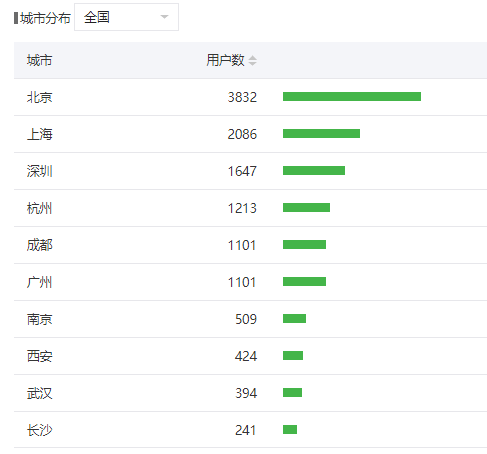 城市分布 全国
城市 用户数
北京 3832
上海 2086
深圳 1647
杭州 1213
成都 1101
广州 1101
南京 509
西安 424
武汉 394
长沙 241